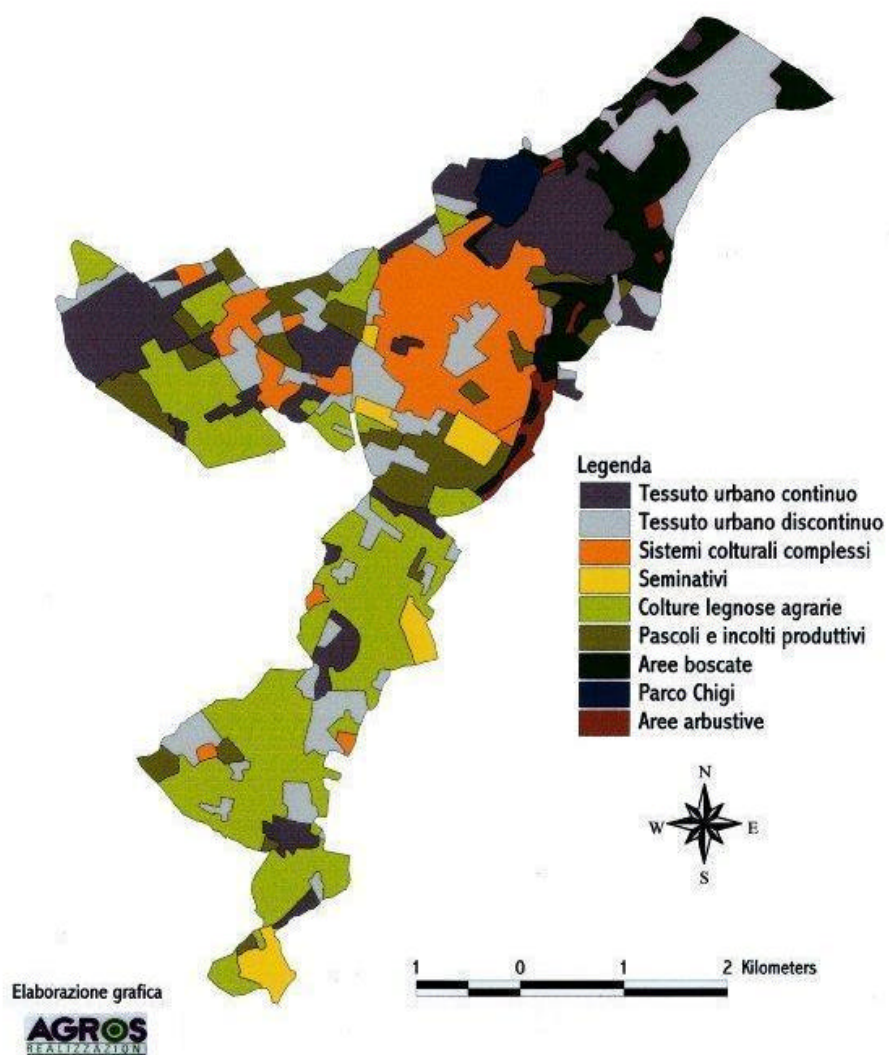 Legenda
Tessuto urbano continuo
Tessuto urbano discontinuo
Sistemi colturali complessi
Seminativi
Colture legnose agrarie
Pascoli e incolti produttivi
Aree boscate
Parco Chigi
Aree arbustive
N
W E
S
1 0 1 2 Kilometers
Elaborazione grafica
AGROS
REALIZZAZIONI